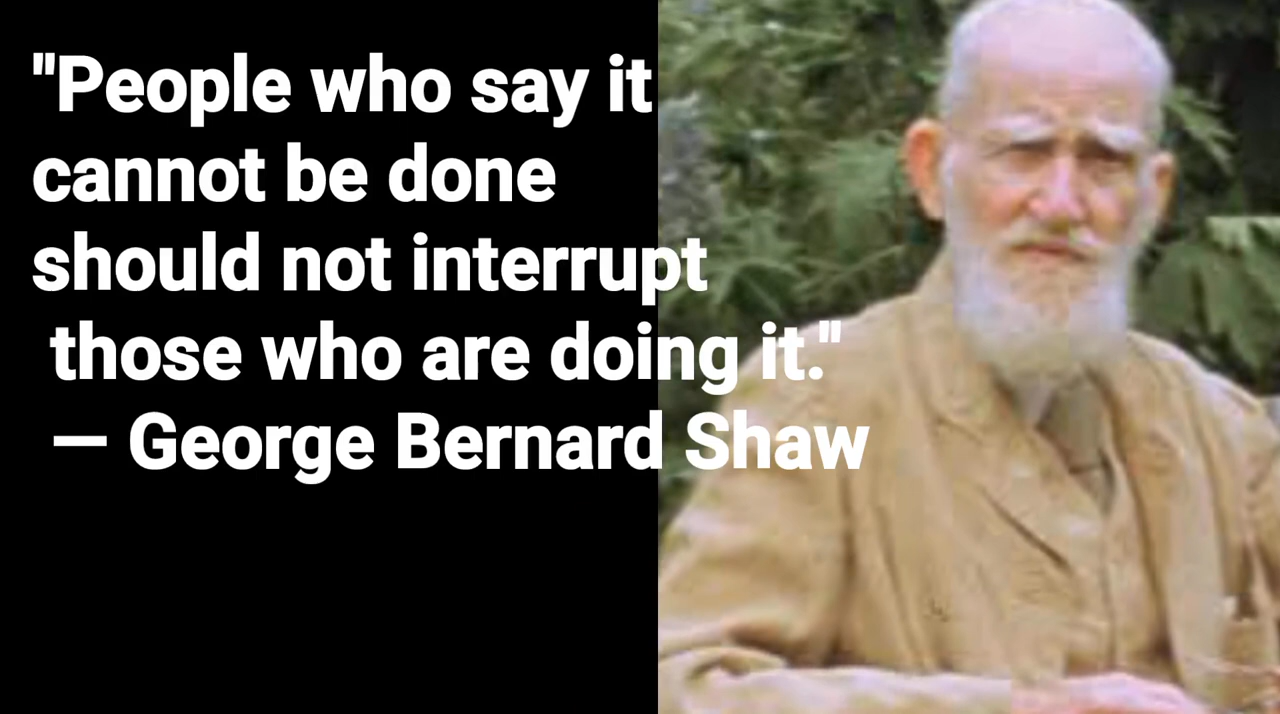 "People who say it
cannot be done
should not interrupt
those who are doing it."
— George Bernard Shaw